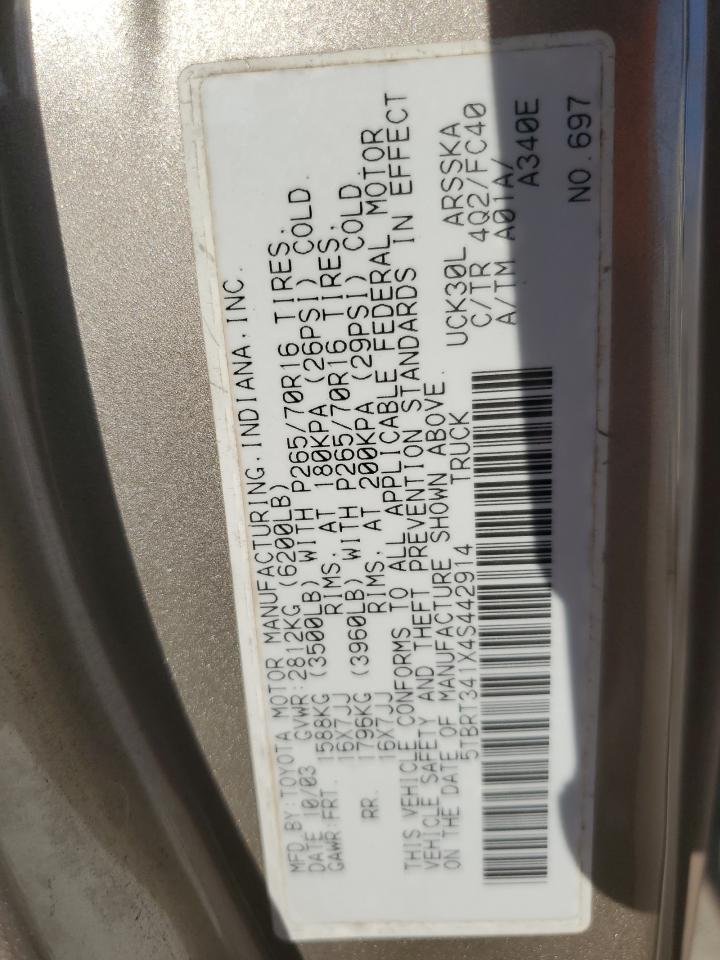 MFD. BY: TOYOTA MOTOR MANUFACTURING, INDIANA, INC.
DATE 10/03 GVWR: 2812KG (6200LB)
GAWR: FRT. 1588KG (3500LB) WITH P265/70R16 TIRES,
16X7JJ RIMS, AT 180KPA (26PSI) COLD.
RR. 1796KG (3960LB) WITH P265/70R16 TIRES,
16X7JJ RIMS, AT 200KPA (29PSI) COLD.
THIS VEHICLE CONFORMS TO ALL APPLICABLE FEDERAL MOTOR
VEHICLE SAFETY AND THEFT PREVENTION STANDARDS IN EFFECT
ON THE DATE OF MANUFACTURE SHOWN ABOVE.
5TBRT341X4S442914 TRUCK
UCK30L ARSSKA
C/TR 4Q2/FC40
A/TM A01A/
A340E
NO. 697